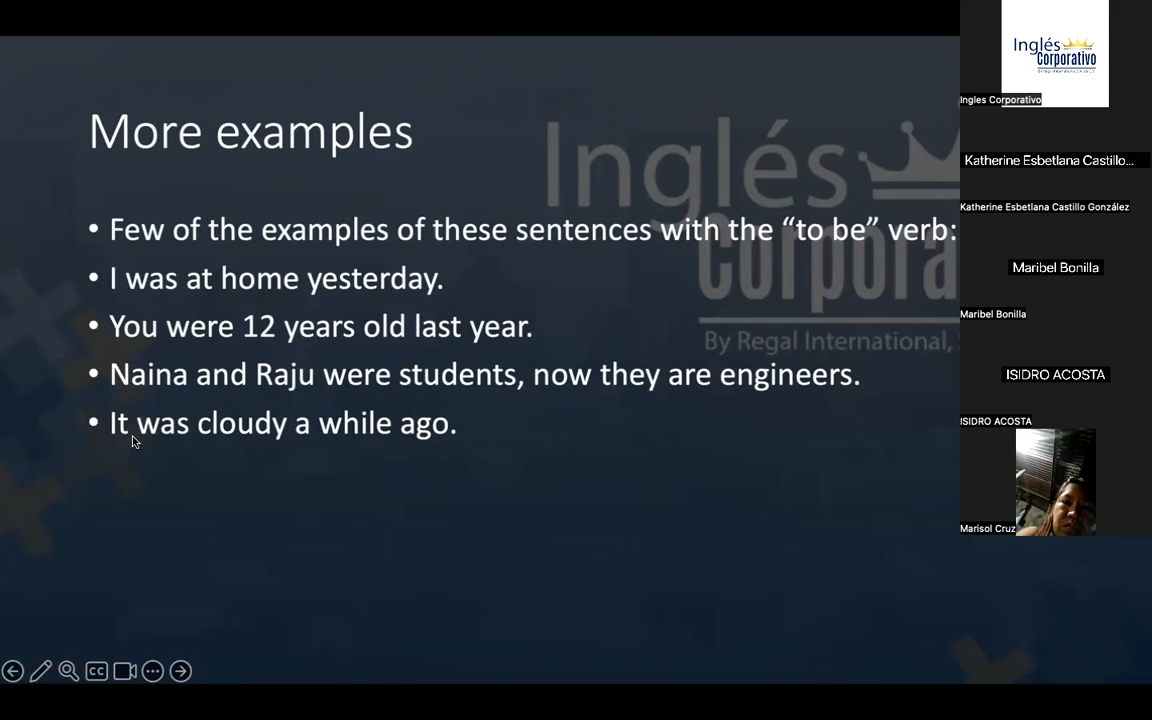 More examples
• Few of the examples of these sentences with the “to be” verb:
• I was at home yesterday.
• You were 12 years old last year.
• Naina and Raju were students, now they are engineers.
• It was cloudy a while ago.
Inglés
Corpora
By Regal International,
CC
Inglés
Corporativo
Ingles Corporativo
Katherine Esbetlana Castillo...
Katherine Esbetlana Castillo González
Maribel Bonilla
Maribel Bonilla
ISIDRO ACOSTA
ISIDRO ACOSTA
Marisol Cruz